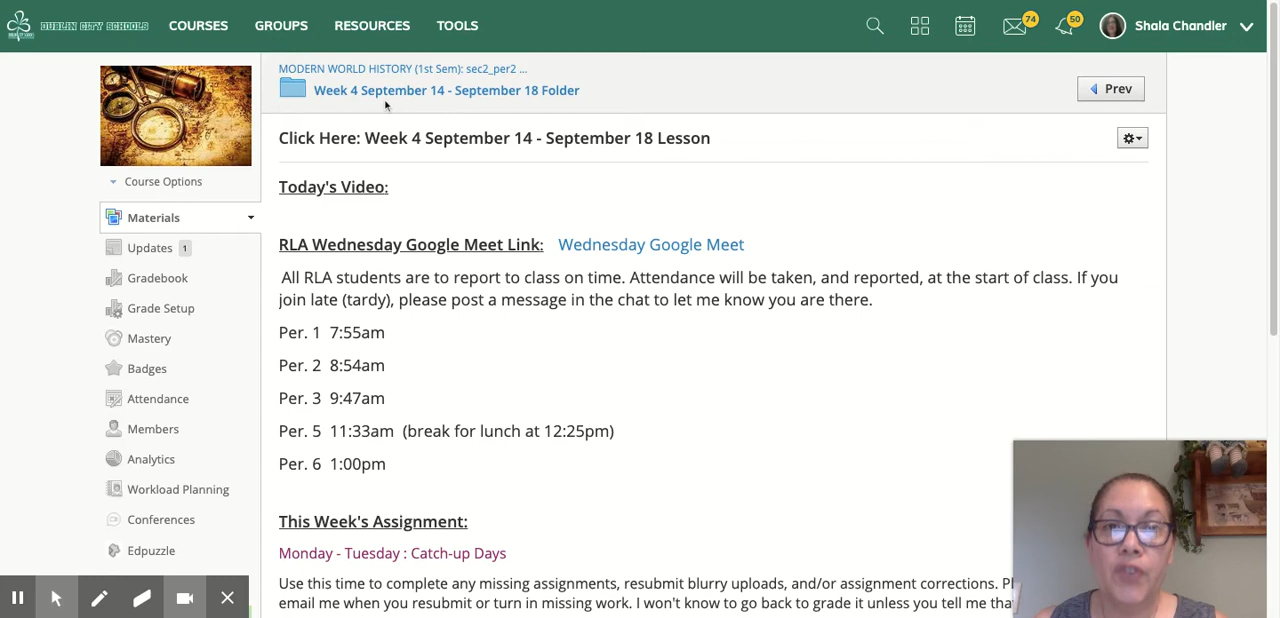 DUBLIN CITY SCHOOLS COURSES GROUPS RESOURCES TOOLS 74 50 Shala Chandler
MODERN WORLD HISTORY (1st Sem): sec2_per2 ...
Week 4 September 14 - September 18 Folder
Prev
Click Here: Week 4 September 14 - September 18 Lesson
Course Options
Materials
Updates 1
Gradebook
Grade Setup
Mastery
Badges
Attendance
Members
Analytics
Workload Planning
Conferences
Edpuzzle
Today's Video:
RLA Wednesday Google Meet Link: Wednesday Google Meet
All RLA students are to report to class on time. Attendance will be taken, and reported, at the start of class. If you
join late (tardy), please post a message in the chat to let me know you are there.
Per. 1 7:55am
Per. 2 8:54am
Per. 3 9:47am
Per. 5 11:33am (break for lunch at 12:25pm)
Per. 6 1:00pm
This Week's Assignment:
Monday - Tuesday : Catch-up Days
Use this time to complete any missing assignments, resubmit blurry uploads, and/or assignment corrections.
email me when you resubmit or turn in missing work. I won't know to go back to grade it unless you tell me